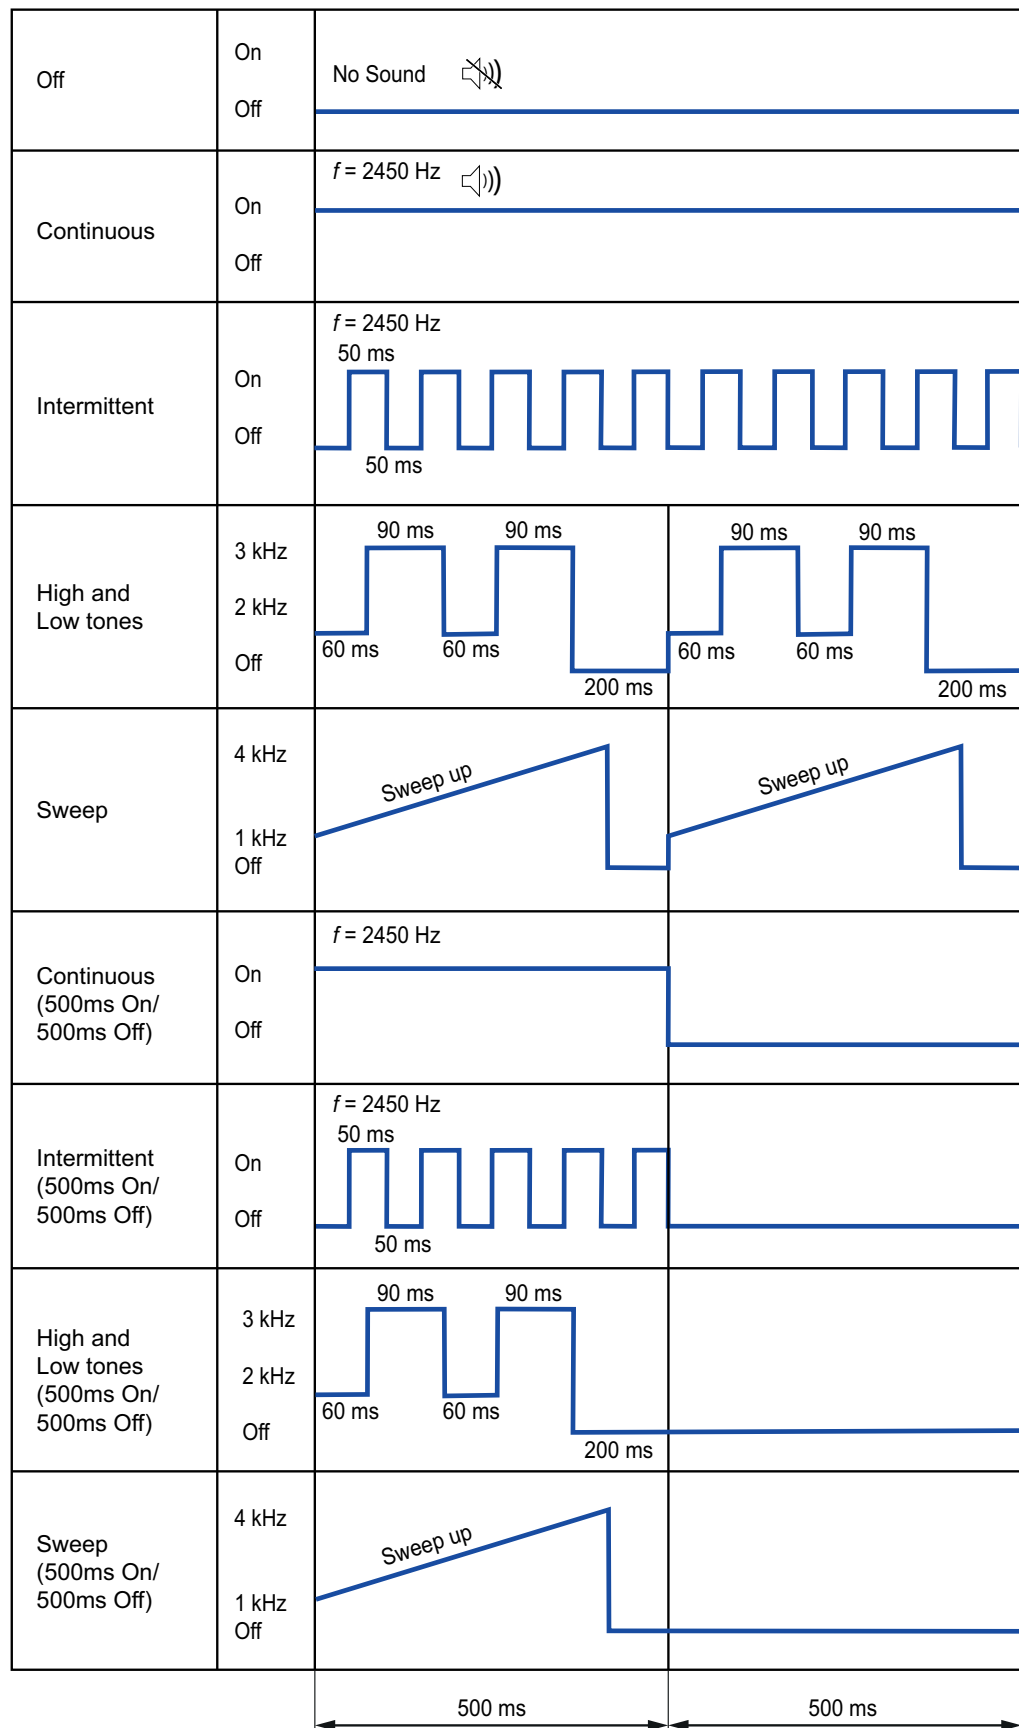 Off
On
Off
No Sound
Continuous
On
Off
f = 2450 Hz
Intermittent
On
Off
f = 2450 Hz
50 ms
50 ms
High and
Low tones
3 kHz
2 kHz
Off
90 ms 90 ms 90 ms 90 ms
60 ms 60 ms 60 ms 60 ms
200 ms 200 ms
Sweep
4 kHz
1 kHz
Off
Sweep up Sweep up
Continuous
(500ms On/
500ms Off)
On
Off
f = 2450 Hz
Intermittent
(500ms On/
500ms Off)
On
Off
f = 2450 Hz
50 ms
50 ms
High and
Low tones
(500ms On/
500ms Off)
3 kHz
2 kHz
Off
90 ms 90 ms
60 ms 60 ms
200 ms
Sweep
(500ms On/
500ms Off)
4 kHz
1 kHz
Off
Sweep up
500 ms 500 ms